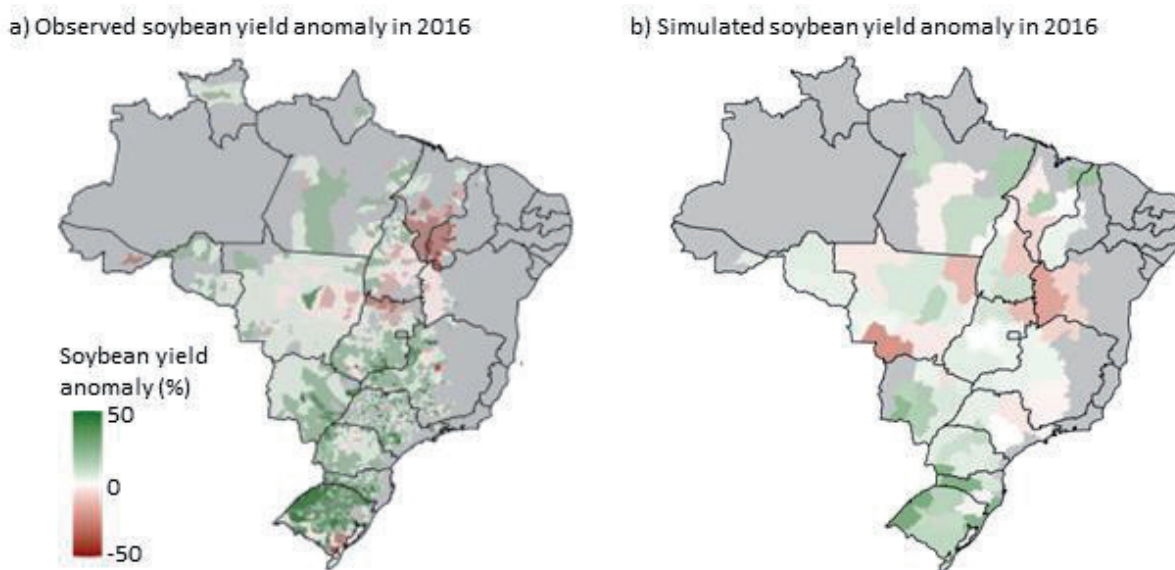 a) Observed soybean yield anomaly in 2016
b) Simulated soybean yield anomaly in 2016
Soybean yield
anomaly (%)
50
0
-50